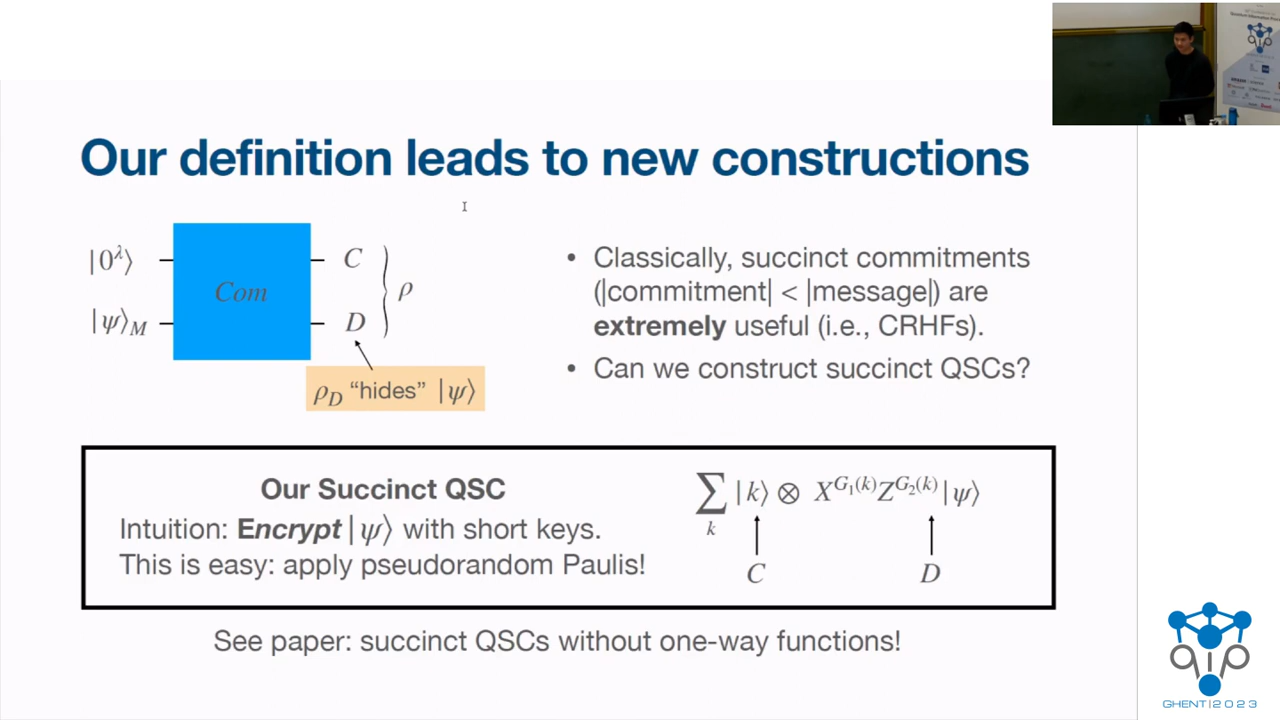 Our definition leads to new constructions
|0^λ⟩
|ψ⟩_M
Com
C
D
ρ
ρ_D “hides” |ψ⟩
• Classically, succinct commitments
(|commitment| < |message|) are
extremely useful (i.e., CRHFs).
• Can we construct succinct QSCs?
Our Succinct QSC
Intuition: Encrypt |ψ⟩ with short keys.
This is easy: apply pseudorandom Paulis!
∑_k |k⟩ ⊗ X^{G_1(k)} Z^{G_2(k)} |ψ⟩
C D
See paper: succinct QSCs without one-way functions!
qip
GHENT|2023